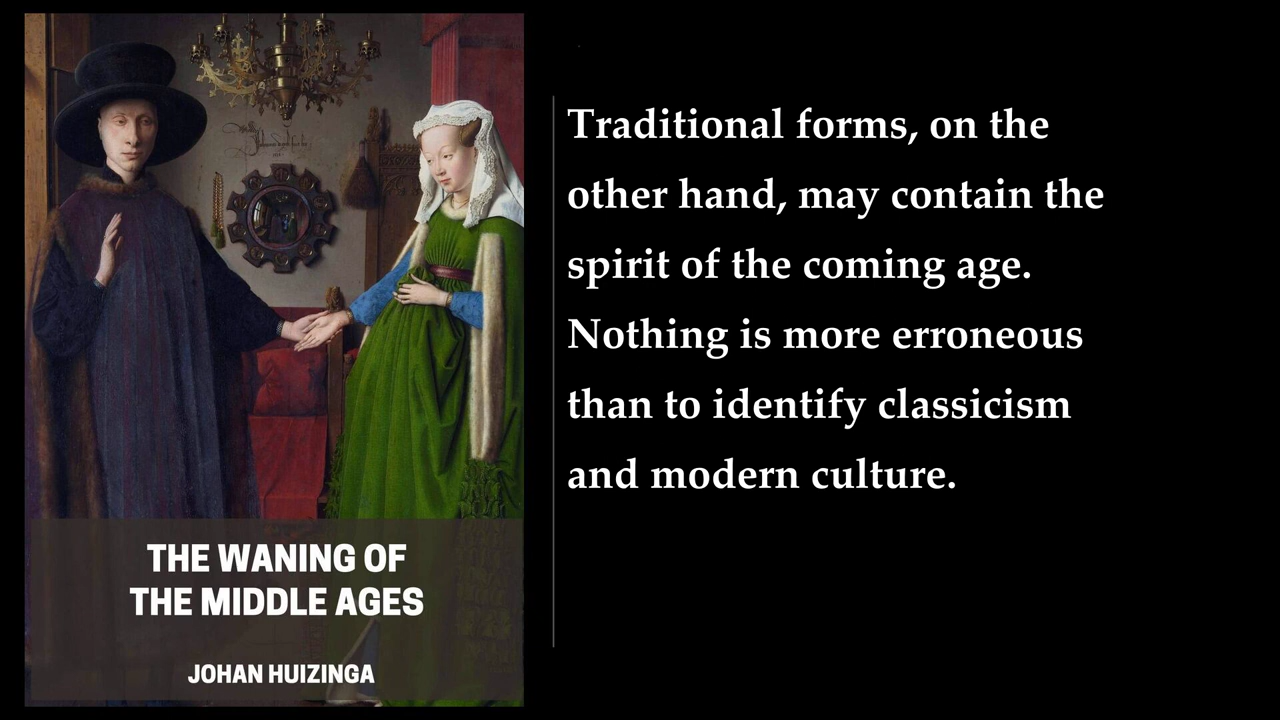 THE WANING OF
THE MIDDLE AGES
JOHAN HUIZINGA
Traditional forms, on the
other hand, may contain the
spirit of the coming age.
Nothing is more erroneous
than to identify classicism
and modern culture.